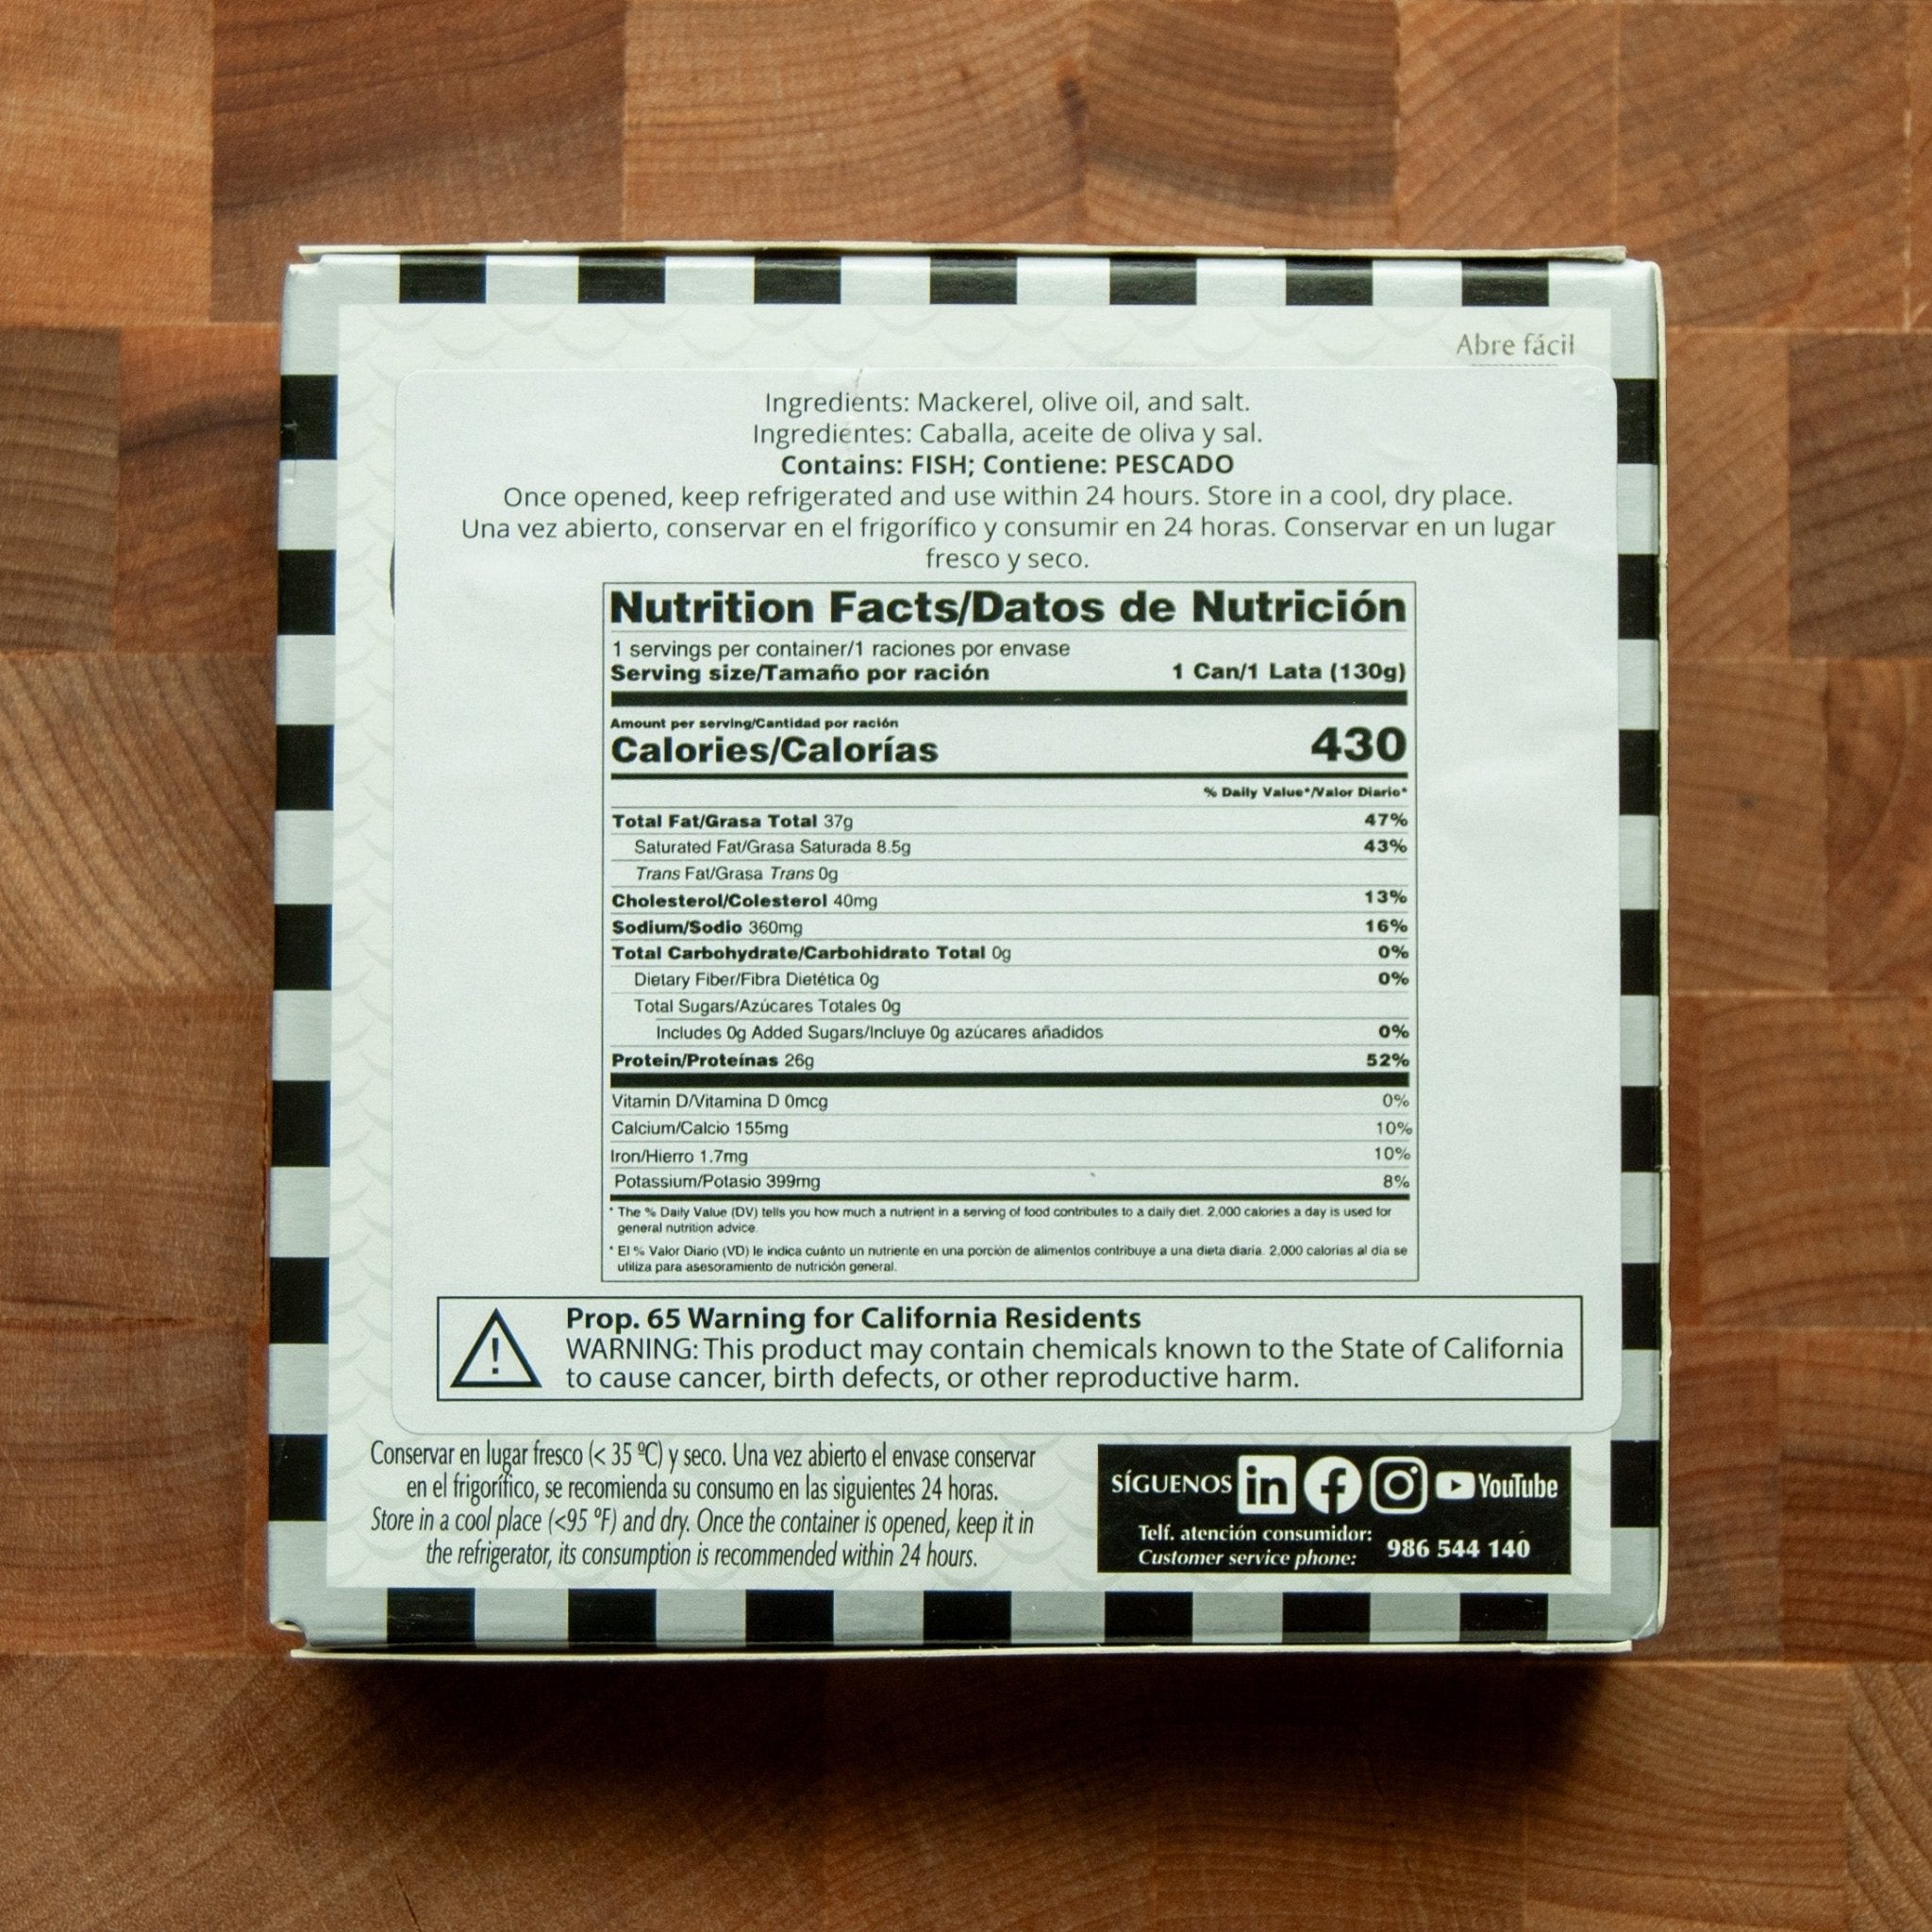 Abre fácil
Ingredients: Mackerel, olive oil, and salt.
Ingredientes: Caballa, aceite de oliva y sal.
Contains: FISH; Contiene: PESCADO
Once opened, keep refrigerated and use within 24 hours. Store in a cool, dry place.
Una vez abierto, conservar en el frigorífico y consumir en 24 horas. Conservar en un lugar
fresco y seco.
Nutrition Facts/Datos de Nutrición
1 servings per container/1 raciones por envase
Serving size/Tamaño por ración 1 Can/1 Lata (130g)
Amount per serving/Cantidad por ración
Calories/Calorías 430
% Daily Value*/Valor Diario*
Total Fat/Grasa Total 37g 47%
Saturated Fat/Grasa Saturada 8.5g 43%
Trans Fat/Grasa Trans 0g
Cholesterol/Colesterol 40mg 13%
Sodium/Sodio 360mg 16%
Total Carbohydrate/Carbohidrato Total 0g 0%
Dietary Fiber/Fibra Dietética 0g 0%
Total Sugars/Azúcares Totales 0g
Includes 0g Added Sugars/Incluye 0g azúcares añadidos 0%
Protein/Proteínas 26g 52%
Vitamin D/Vitamina D 0mcg 0%
Calcium/Calcio 155mg 10%
Iron/Hierro 1.7mg 10%
Potassium/Potasio 399mg 8%
* The % Daily Value (DV) tells you how much a nutrient in a serving of food contributes to a daily diet. 2,000 calories a day is used for
general nutrition advice.
* El % Valor Diario (VD) le indica cuánto un nutriente en una porción de alimentos contribuye a una dieta diaria. 2,000 calorías al día se
utiliza para asesoramiento de nutrición general.
Prop. 65 Warning for California Residents
WARNING: This product may contain chemicals known to the State of California
to cause cancer, birth defects, or other reproductive harm.
Conservar en lugar fresco (< 35 ºC) y seco. Una vez abierto el envase conservar
en el frigorífico, se recomienda su consumo en las siguientes 24 horas.
Store in a cool place (<95 ºF) and dry. Once the container is opened, keep it in
the refrigerator, its consumption is recommended within 24 hours.
SÍGUENOS in f YouTube
Telf. atención consumidor:
Customer service phone: 986 544 140